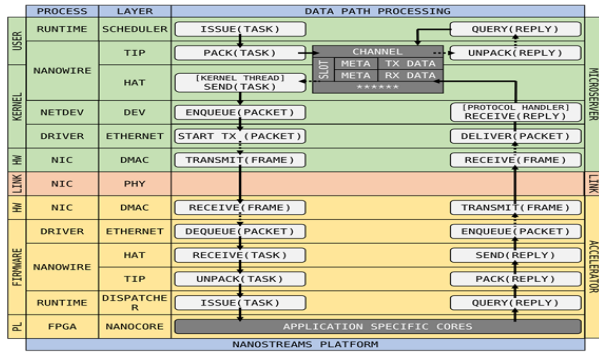 PROCESS LAYER DATA PATH PROCESSING
USER
RUNTIME SCHEDULER ISSUE(TASK) QUERY(REPLY)
NANOWIRE
TIP PACK(TASK) CHANNEL UNPACK(REPLY)
SLOT META TX DATA
META RX DATA
******
KERNEL
HAT [KERNEL THREAD]
SEND(TASK)
NETDEV DEV ENQUEUE(PACKET) [PROTOCOL HANDLER]
RECEIVE(REPLY)
DRIVER ETHERNET START TX (PACKET) DELIVER(PACKET)
HW NIC DMAC TRANSMIT(FRAME) RECEIVE(FRAME)
MICROSERVER
LINK NIC PHY LINK
HW NIC DMAC RECEIVE(FRAME) TRANSMIT(FRAME)
FIRMWARE
DRIVER ETHERNET DEQUEUE(PACKET) ENQUEUE(PACKET)
NANOWIRE
HAT RECEIVE(TASK) SEND(REPLY)
TIP UNPACK(TASK) PACK(REPLY)
RUNTIME DISPATCHE
R ISSUE(TASK) QUERY(REPLY)
ACCELERATOR
PL FPGA NANOCORE APPLICATION SPECIFIC CORES
NANOSTREAMS PLATFORM